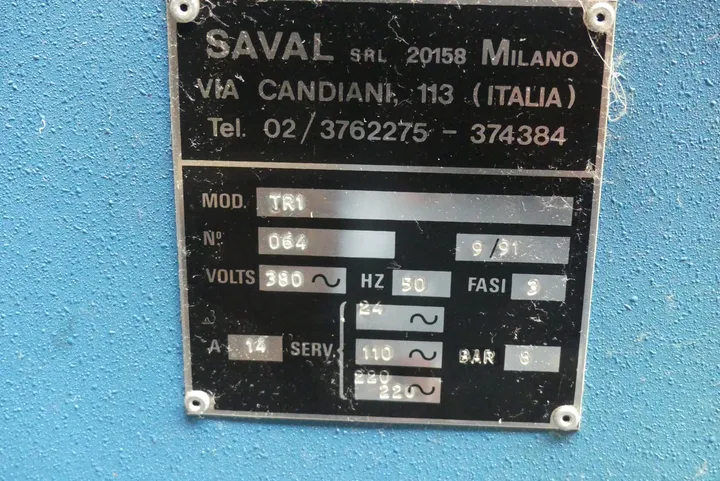 SAVAL SRL 20158 MILANO
VIA CANDIANI, 113 (ITALIA)
Tel. 02/3762275 - 374384
MOD. TR1
Nº 064 9/91
VOLTS 380 ~ HZ 50 FASI 3
24 ~
A 14 SERV. 110 ~ BAR 8
220
220 ~